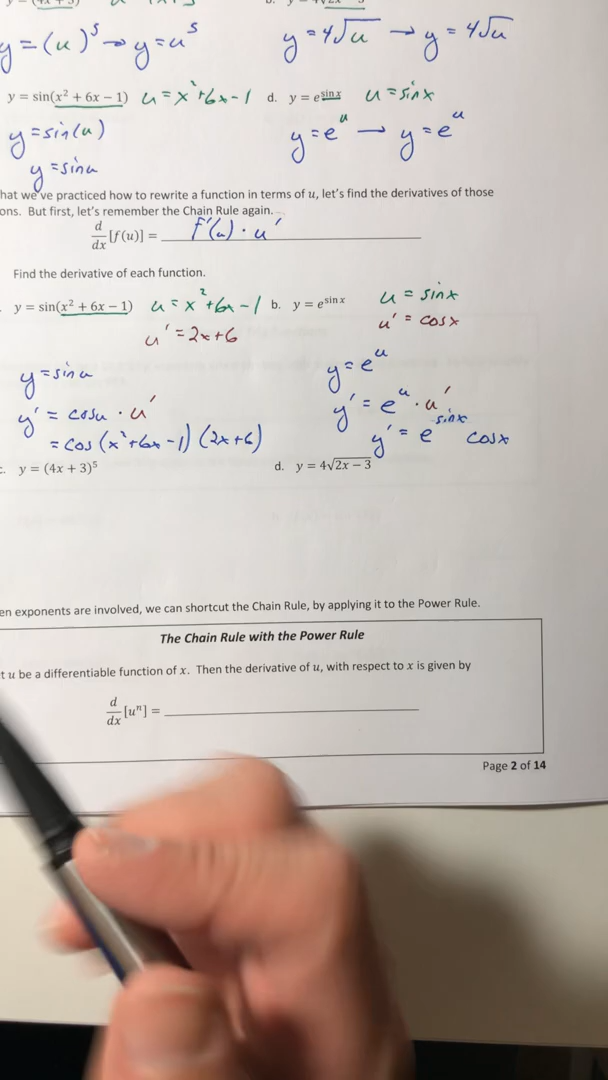 y = (u)⁵ → y = u⁵
y = 4√u → y = 4√u
y = sin(x² + 6x − 1) u = x² + 6x − 1 d. y = e^(sin x) u = sin x
y = sin(u)
y = e^u → y = e^u
y = sin u
hat we've practiced how to rewrite a function in terms of u, let's find the derivatives of those
ons. But first, let's remember the Chain Rule again.
d/dx [f(u)] = f'(u) · u'
Find the derivative of each function.
. y = sin(x² + 6x − 1) u = x² + 6x − 1 b. y = e^(sin x) u = sin x
u' = 2x + 6
u' = cos x
y = sin u
y = e^u
y' = cos u · u'
y' = e^u · u'
= cos(x² + 6x − 1)(2x + 6)
y' = e^(sin x) cos x
c. y = (4x + 3)⁵ d. y = 4√(2x − 3)
en exponents are involved, we can shortcut the Chain Rule, by applying it to the Power Rule.
The Chain Rule with the Power Rule
t u be a differentiable function of x. Then the derivative of u, with respect to x is given by
d/dx [uⁿ] =
Page 2 of 14